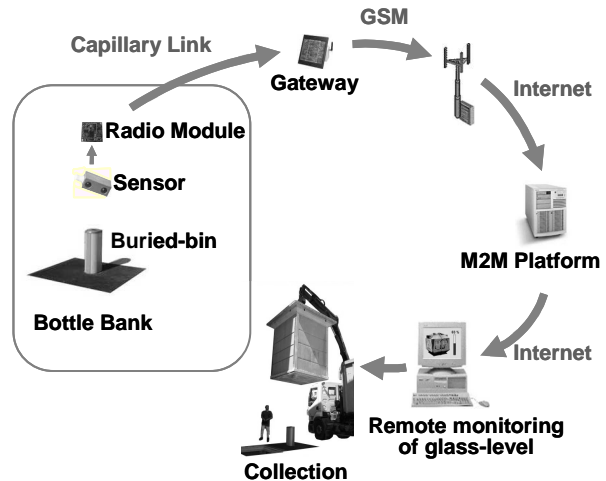 GSM
Capillary Link
Gateway
Internet
Radio Module
Sensor
Buried-bin
M2M Platform
Bottle Bank
Internet
Remote monitoring
of glass-level
Collection